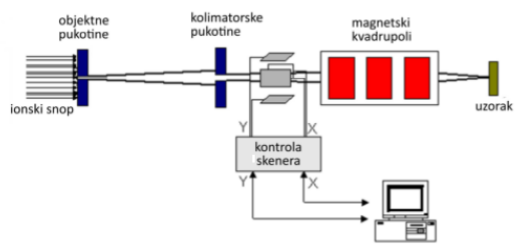 objektne
pukotine
kolimatorske
pukotine
magnetski
kvadrupoli
ionski snop
uzorak
Y
X
kontrola
skenera
Y
X